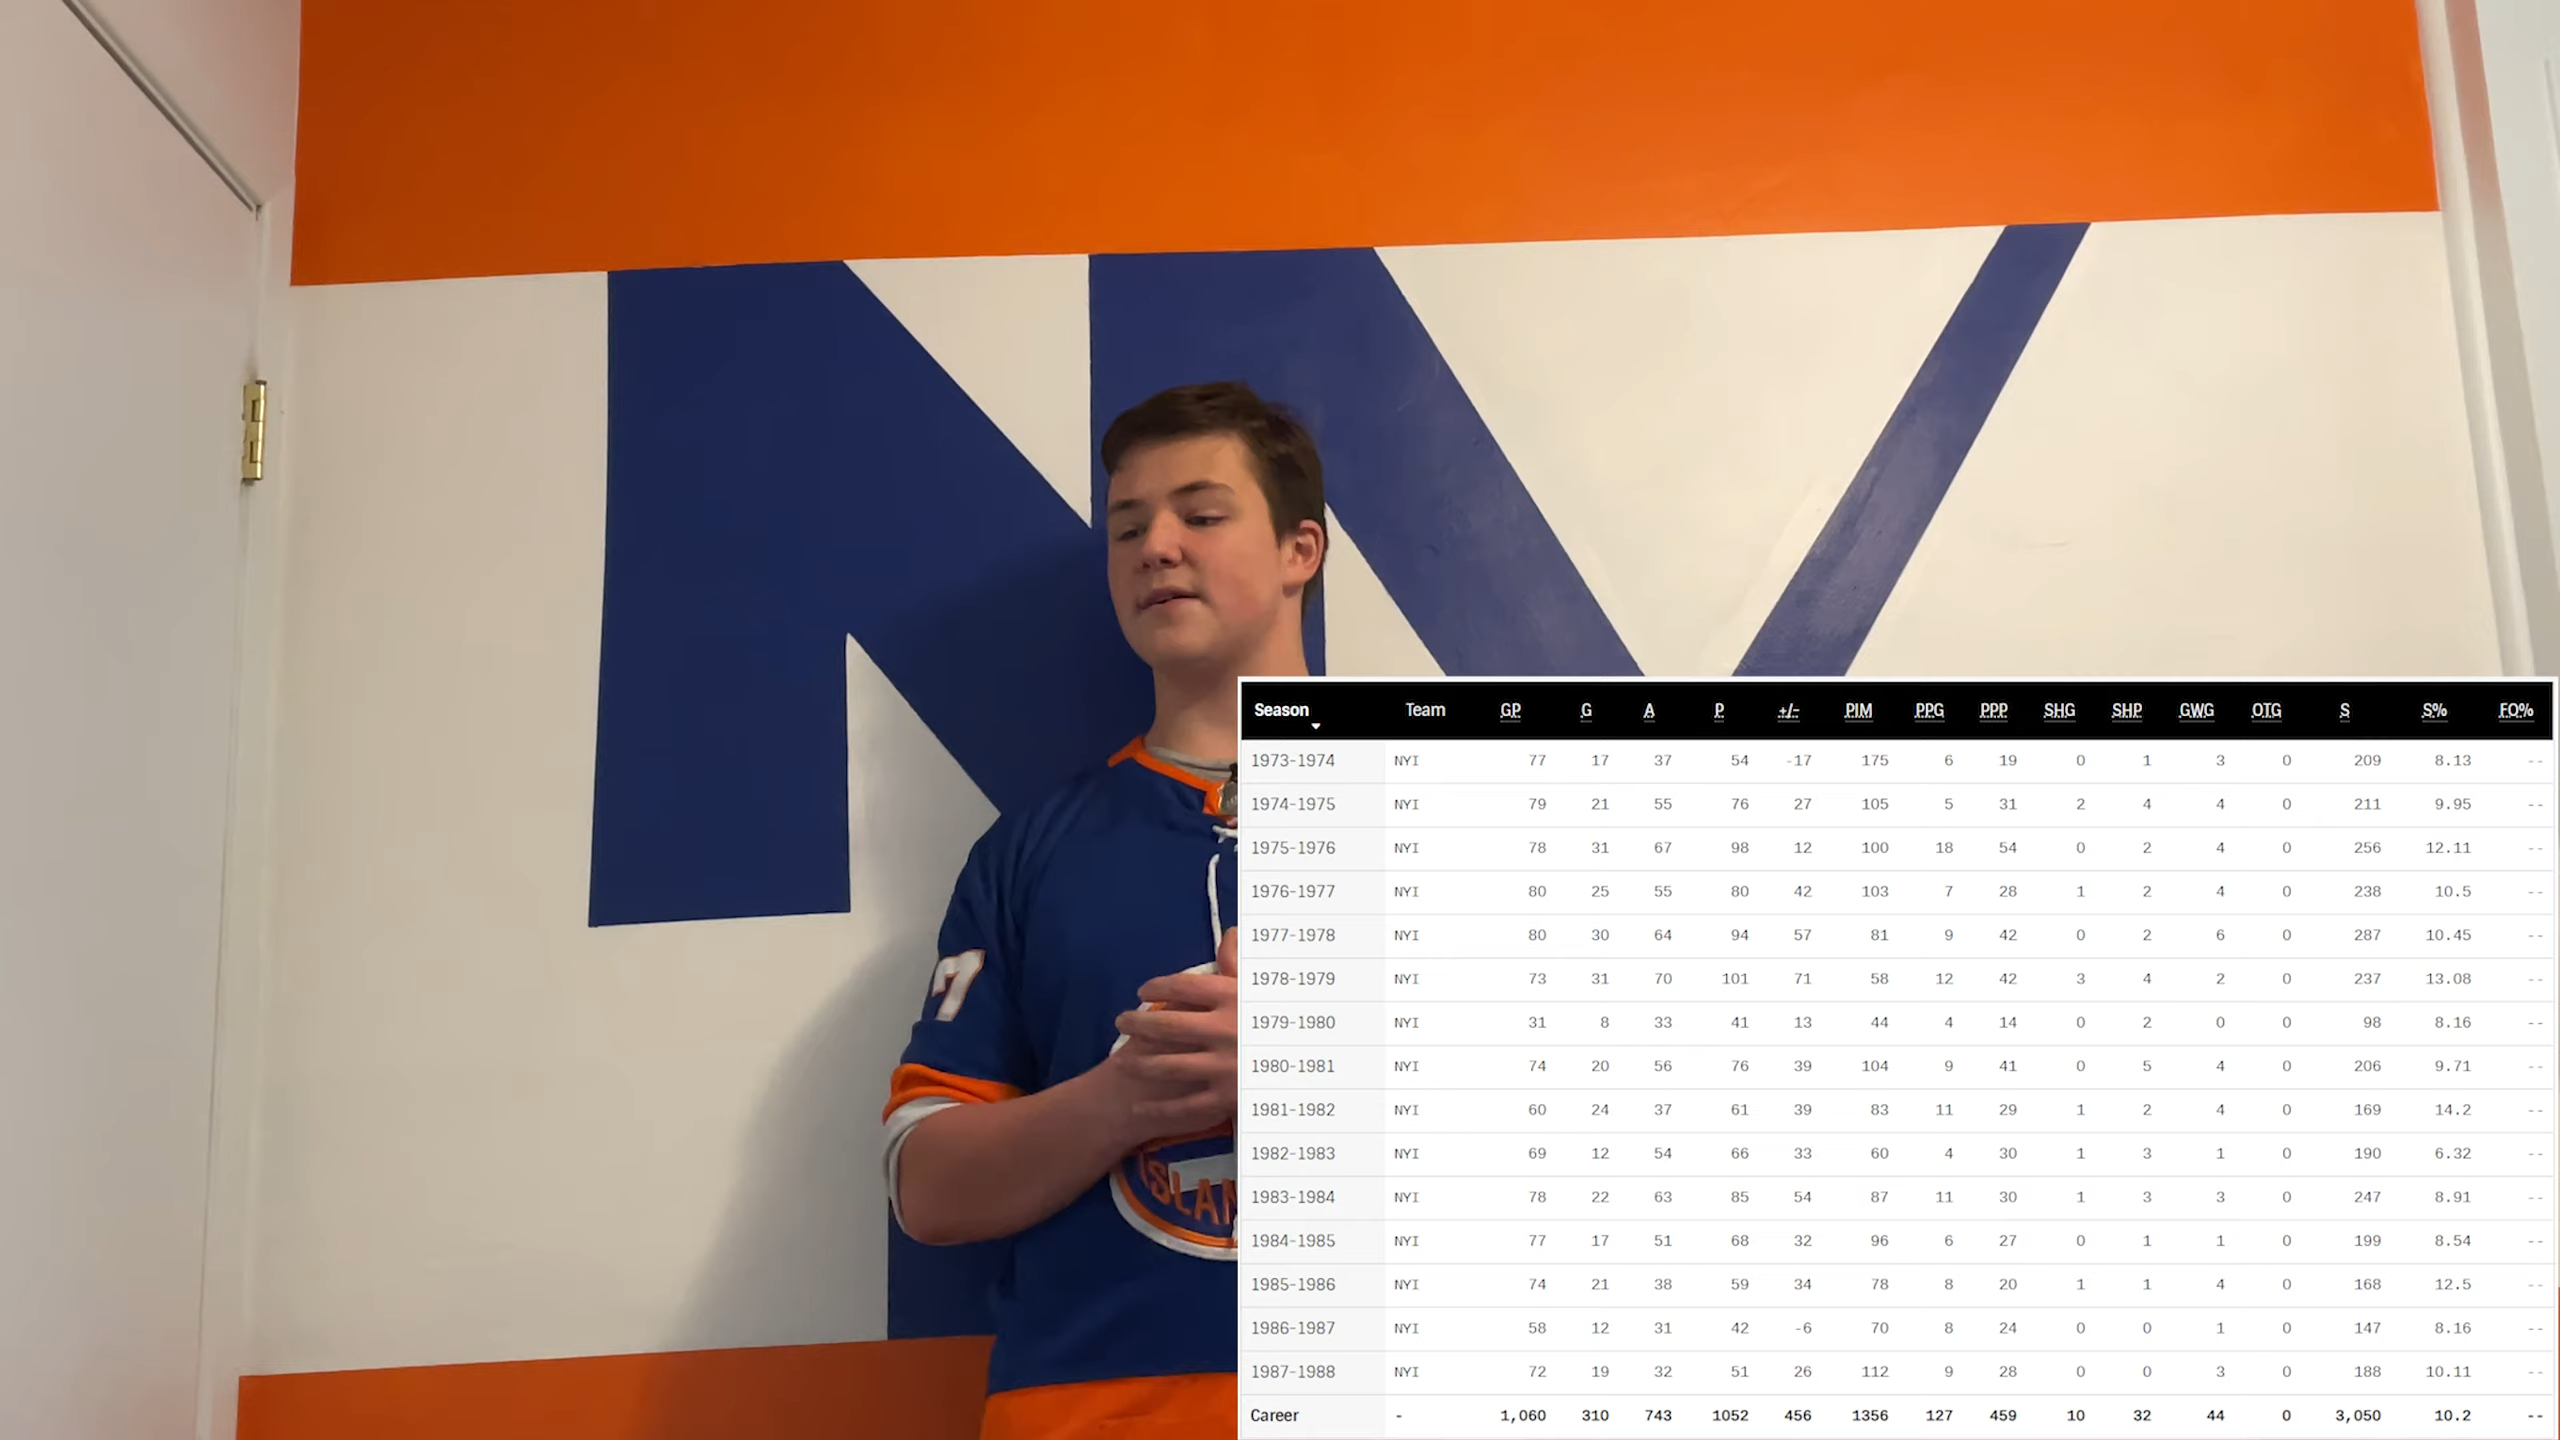 NY
7
ISLAN
Season Team GP G A P +/- PIM PPG PPP SHG SHP GWG OTG S S% FO%
1973-1974 NYI 77 17 37 54 -17 175 6 19 0 1 3 0 209 8.13 --
1974-1975 NYI 79 21 55 76 27 105 5 31 2 4 4 0 211 9.95 --
1975-1976 NYI 78 31 67 98 12 100 18 54 0 2 4 0 256 12.11 --
1976-1977 NYI 80 25 55 80 42 103 7 28 1 2 4 0 238 10.5 --
1977-1978 NYI 80 30 64 94 57 81 9 42 0 2 6 0 287 10.45 --
1978-1979 NYI 73 31 70 101 71 58 12 42 3 4 2 0 237 13.08 --
1979-1980 NYI 31 8 33 41 13 44 4 14 0 2 0 0 98 8.16 --
1980-1981 NYI 74 20 56 76 39 104 9 41 0 5 4 0 206 9.71 --
1981-1982 NYI 60 24 37 61 39 83 11 29 1 2 4 0 169 14.2 --
1982-1983 NYI 69 12 54 66 33 60 4 30 1 3 1 0 190 6.32 --
1983-1984 NYI 78 22 63 85 54 87 11 30 1 3 3 0 247 8.91 --
1984-1985 NYI 77 17 51 68 32 96 6 27 0 1 1 0 199 8.54 --
1985-1986 NYI 74 21 38 59 34 78 8 20 1 1 4 0 168 12.5 --
1986-1987 NYI 58 12 31 42 -6 70 8 24 0 0 1 0 147 8.16 --
1987-1988 NYI 72 19 32 51 26 112 9 28 0 0 3 0 188 10.11 --
Career - 1,060 310 743 1052 456 1356 127 459 10 32 44 0 3,050 10.2 --